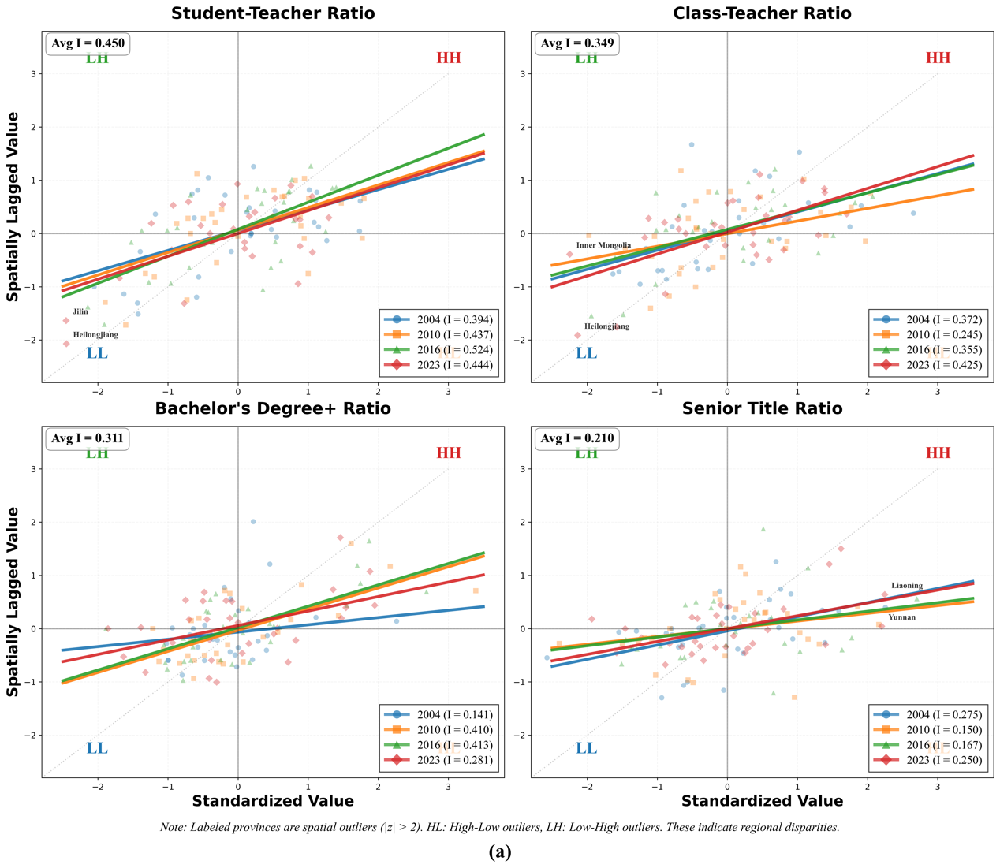 Student-Teacher Ratio
Class-Teacher Ratio
Spatially Lagged Value
Avg I = 0.450
LH
HH
3
2
1
0
−1
−2
Jilin
Heilongjiang
LL
HL
2004 (I = 0.394)
2010 (I = 0.437)
2016 (I = 0.524)
2023 (I = 0.444)
−2 −1 0 1 2 3
Avg I = 0.349
LH
HH
3
2
1
0
−1
−2
Inner Mongolia
Heilongjiang
LL
HL
2004 (I = 0.372)
2010 (I = 0.245)
2016 (I = 0.355)
2023 (I = 0.425)
−2 −1 0 1 2 3
Bachelor's Degree+ Ratio
Senior Title Ratio
Spatially Lagged Value
Avg I = 0.311
LH
HH
3
2
1
0
−1
−2
LL
HL
2004 (I = 0.141)
2010 (I = 0.410)
2016 (I = 0.413)
2023 (I = 0.281)
−2 −1 0 1 2 3
Standardized Value
Avg I = 0.210
LH
HH
3
2
1
0
−1
−2
Liaoning
Yunnan
LL
HL
2004 (I = 0.275)
2010 (I = 0.150)
2016 (I = 0.167)
2023 (I = 0.250)
−2 −1 0 1 2 3
Standardized Value
Note: Labeled provinces are spatial outliers (|z| > 2). HL: High-Low outliers, LH: Low-High outliers. These indicate regional disparities.
(a)